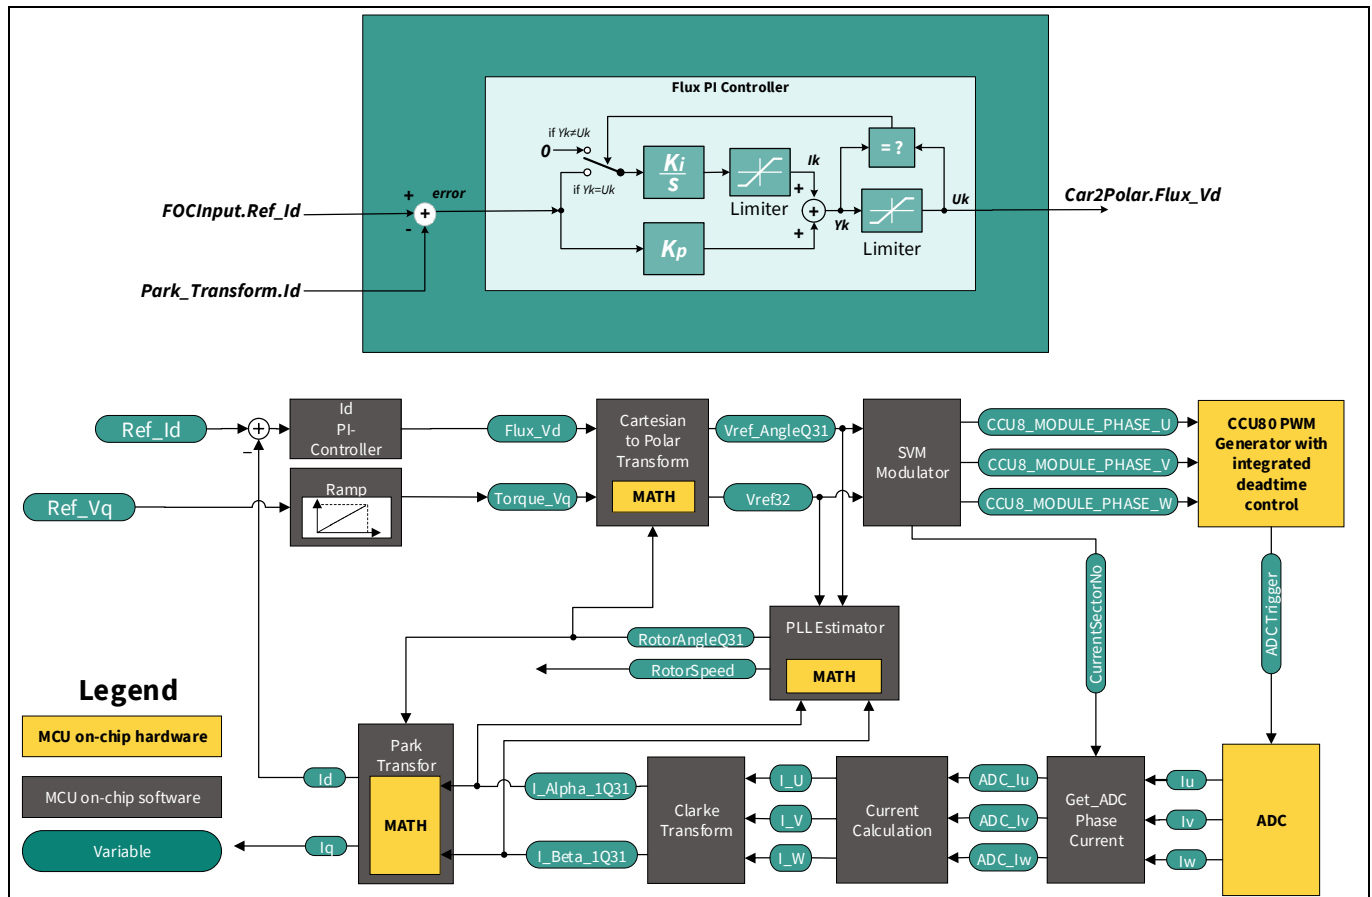 Flux PI Controller
if Yk≠Uk
0
if Yk=Uk
Ki
s
Limiter
Ik
+
= ?
+
+
Yk
Limiter
Uk
Kp
+
error
+
-
FOCInput.Ref_Id
Park_Transform.Id
Car2Polar.Flux_Vd
Ref_Id
−
Id
PI-
Controller
Flux_Vd
Cartesian
to Polar
Transform
MATH
Vref_AngleQ31
Vref32
SVM
Modulator
CCU8_MODULE_PHASE_U
CCU8_MODULE_PHASE_V
CCU8_MODULE_PHASE_W
CCU80 PWM
Generator with
integrated
deadtime
control
Ref_Vq
Ramp
Torque_Vq
CurrentSectorNo
ADC Trigger
RotorAngleQ31
RotorSpeed
PLL Estimator
MATH
Legend
MCU on-chip hardware
MCU on-chip software
Variable
Id
Iq
Park
Transfor
MATH
I_Alpha_1Q31
I_Beta_1Q31
Clarke
Transform
I_U
I_V
I_W
Current
Calculation
ADC_Iu
ADC_Iv
ADC_Iw
Get_ADC
Phase
Current
Iu
Iv
Iw
ADC